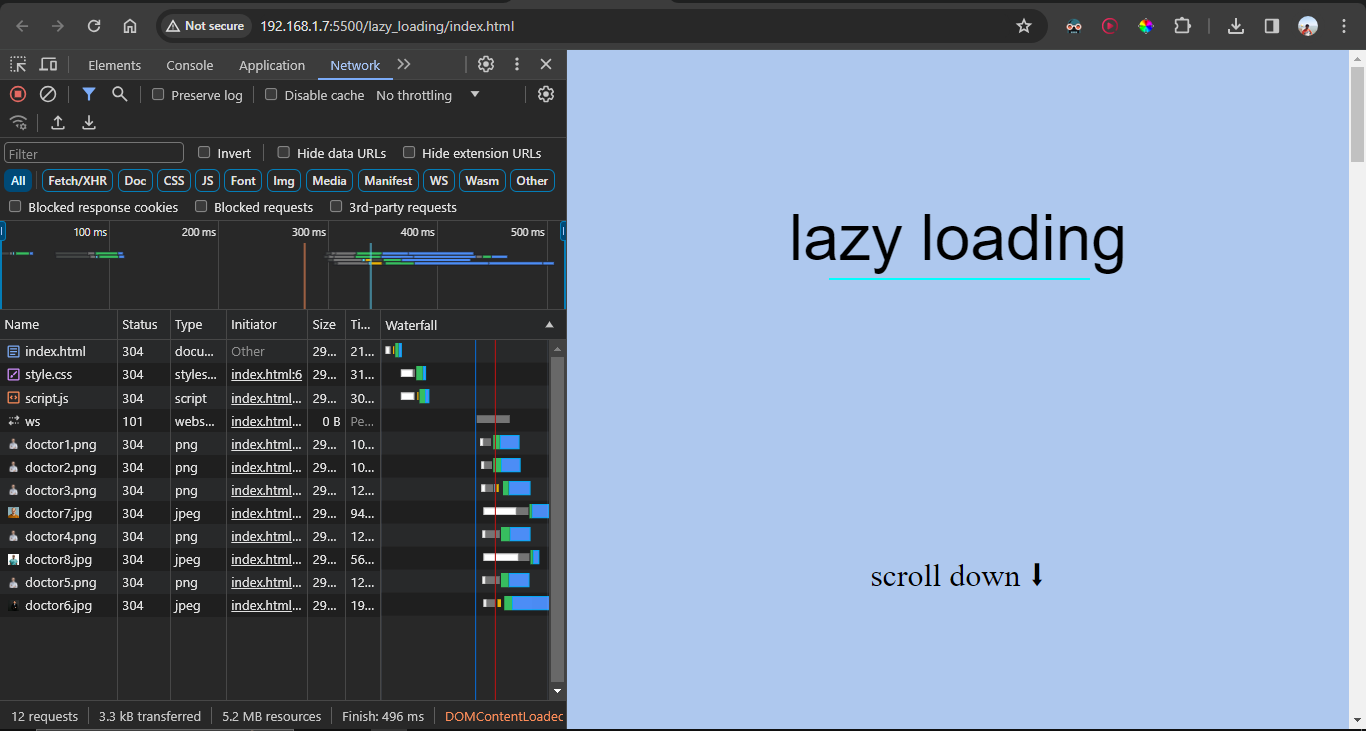 Not secure 192.168.1.7:5500/lazy_loading/index.html
Elements Console Application Network
Preserve log Disable cache No throttling
Filter Invert Hide data URLs Hide extension URLs
All Fetch/XHR Doc CSS JS Font Img Media Manifest WS Wasm Other
Blocked response cookies Blocked requests 3rd-party requests
100 ms 200 ms 300 ms 400 ms 500 ms
Name Status Type Initiator Size Ti... Waterfall
index.html 304 docu... Other 29... 21...
style.css 304 styles... index.html:6 29... 31...
script.js 304 script index.html... 29... 30...
ws 101 webs... index.html... 0 B Pe...
doctor1.png 304 png index.html... 29... 10...
doctor2.png 304 png index.html... 29... 10...
doctor3.png 304 png index.html... 29... 12...
doctor7.jpg 304 jpeg index.html... 29... 94...
doctor4.png 304 png index.html... 29... 12...
doctor8.jpg 304 jpeg index.html... 29... 56...
doctor5.png 304 png index.html... 29... 12...
doctor6.jpg 304 jpeg index.html... 29... 19...
12 requests 3.3 kB transferred 5.2 MB resources Finish: 496 ms DOMContentLoadec
lazy loading
scroll down ⬇